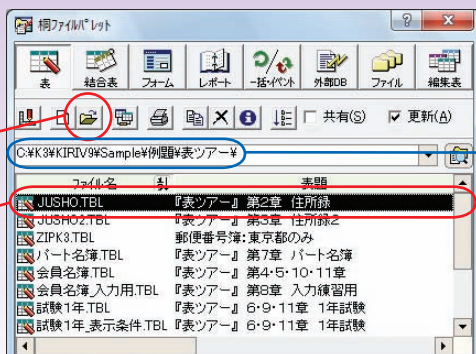 桐ファイルパレット
表 結合表 フォーム レポート 一括・イベント 外部DB ファイル 編集表
共有(S) 更新(A)
C:¥K3¥KIRIV9¥Sample¥例題¥表ツアー¥
ファイル名 表題
JUSHO.TBL 『表ツアー』 第2章 住所録
JUSHO2.TBL 『表ツアー』 第3章 住所録2
ZIPK3.TBL 郵便番号簿:東京都のみ
パート名簿.TBL 『表ツアー』 第7章 パート名簿
会員名簿.TBL 『表ツアー』 第4・5・10・11章
会員名簿_入力用.TBL 『表ツアー』 第8章 入力練習用
試験1年.TBL 『表ツアー』 6・9・11章 1年試験
試験1年_表示条件.TBL 『表ツアー』 6・9・11章 1年試験